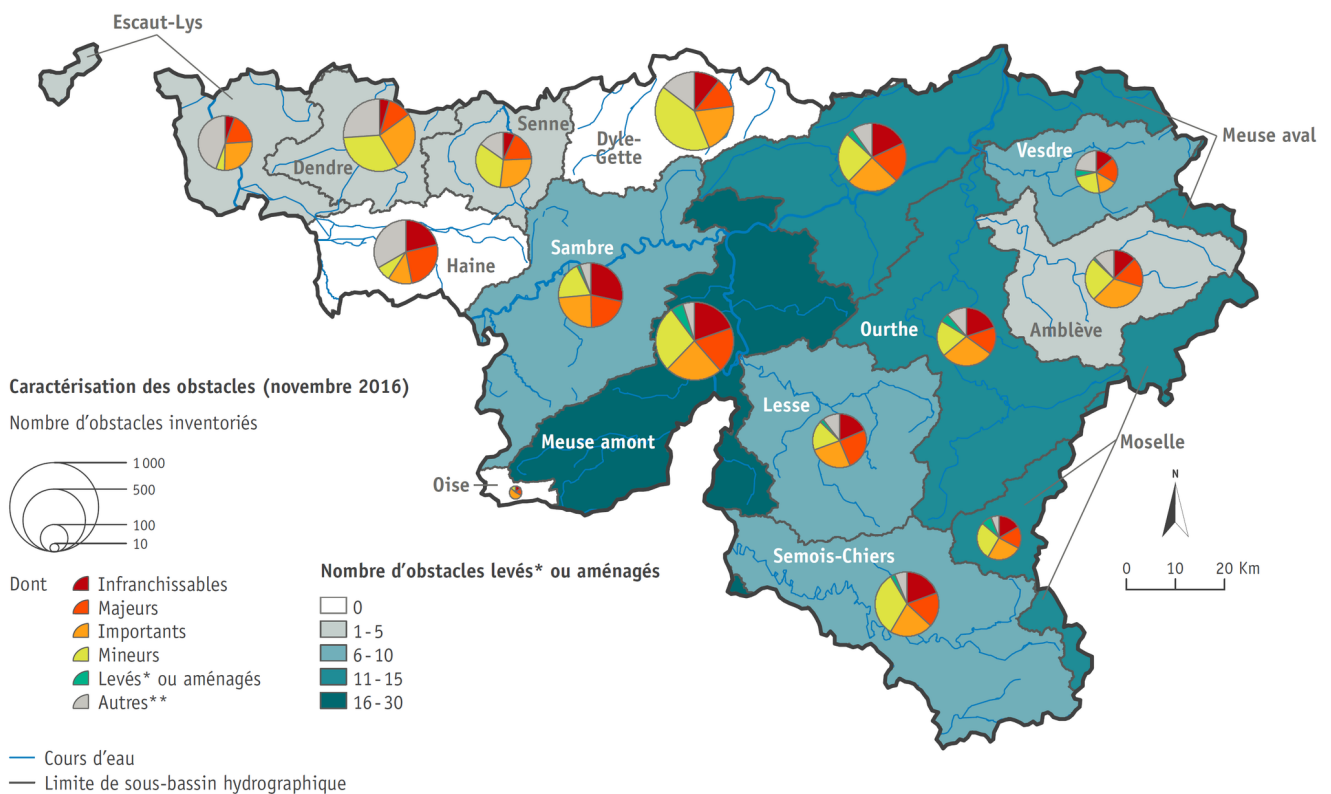 Escaut-Lys
Senne
Dyle-
Gette
Dendre
Meuse aval
Vesdre
Haine
Sambre
Ourthe
Amblève
Lesse
Meuse amont
Moselle
Oise
Semois-Chiers
Caractérisation des obstacles (novembre 2016)
Nombre d'obstacles inventoriés
1 000
500
100
10
Dont
Infranchissables
Majeurs
Importants
Mineurs
Levés* ou aménagés
Autres**
Nombre d'obstacles levés* ou aménagés
0
1 - 5
6 - 10
11 - 15
16 - 30
N
0 10 20 Km
Cours d'eau
Limite de sous-bassin hydrographique